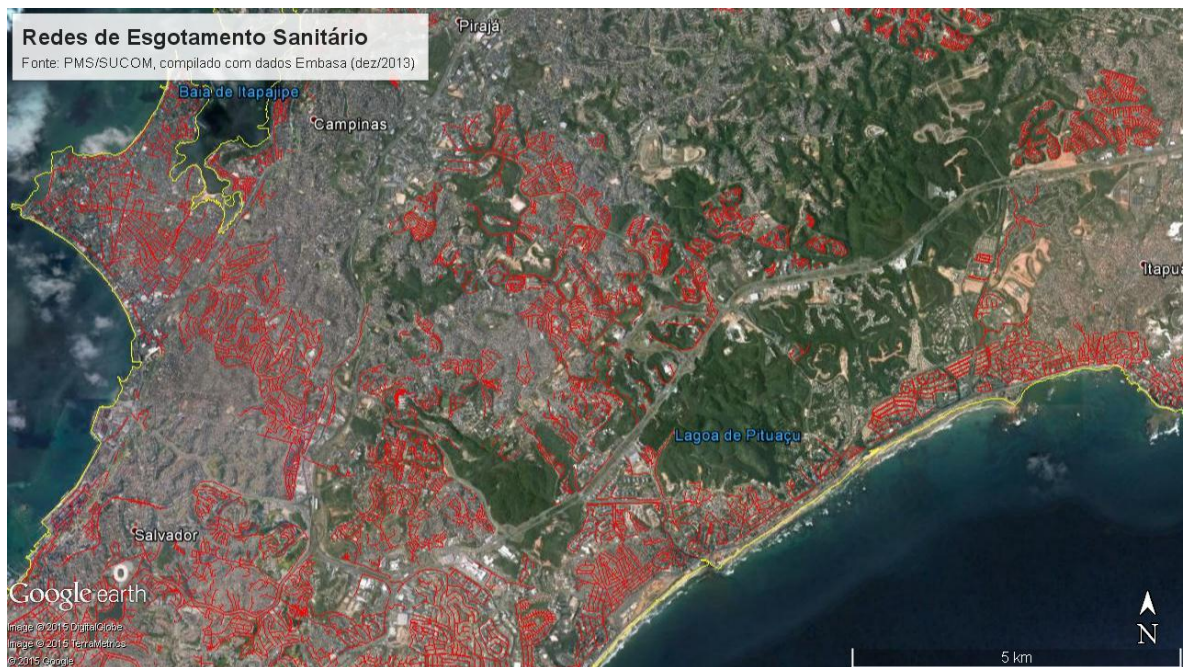 Redes de Esgotamento Sanitário
Fonte: PMS/SUCOM, compilado com dados Embasa (dez/2013)
Pirajá
Baia de Itapajipe
Campinas
Itapuã
Lagoa de Pituaçu
Salvador
Google earth
Image © 2015 DigitalGlobe
Image © 2015 TerraMetrics
© 2015 Google
N
5 km